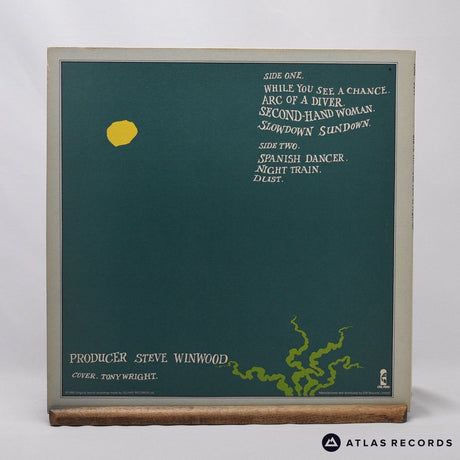 SIDE ONE.
WHILE YOU SEE A CHANCE.
ARC OF A DIVER.
SECOND-HAND WOMAN.
SLOWDOWN SUNDOWN.
SIDE TWO.
SPANISH DANCER.
NIGHT TRAIN.
DUST.
PRODUCER STEVE WINWOOD
COVER. TONY WRIGHT.
ATLAS RECORDS